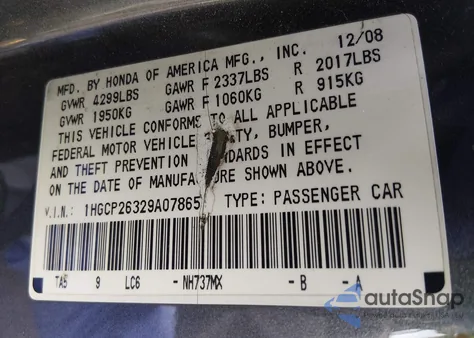 MFD. BY HONDA OF AMERICA MFG., INC. 12/08
GVWR 4299LBS GAWR F 2337LBS R 2017LBS
GVWR 1950KG GAWR F 1060KG R 915KG
THIS VEHICLE CONFORMS TO ALL APPLICABLE
FEDERAL MOTOR VEHICLE TY, BUMPER,
AND THEFT PREVENTION ANDARDS IN EFFECT
ON THE DATE OF MANUFACTURE SHOWN ABOVE.
V.I.N.: 1HGCP26329A07865 TYPE: PASSENGER CAR
TA5 9 LC6 -NH737MX -B -A
autoSnap